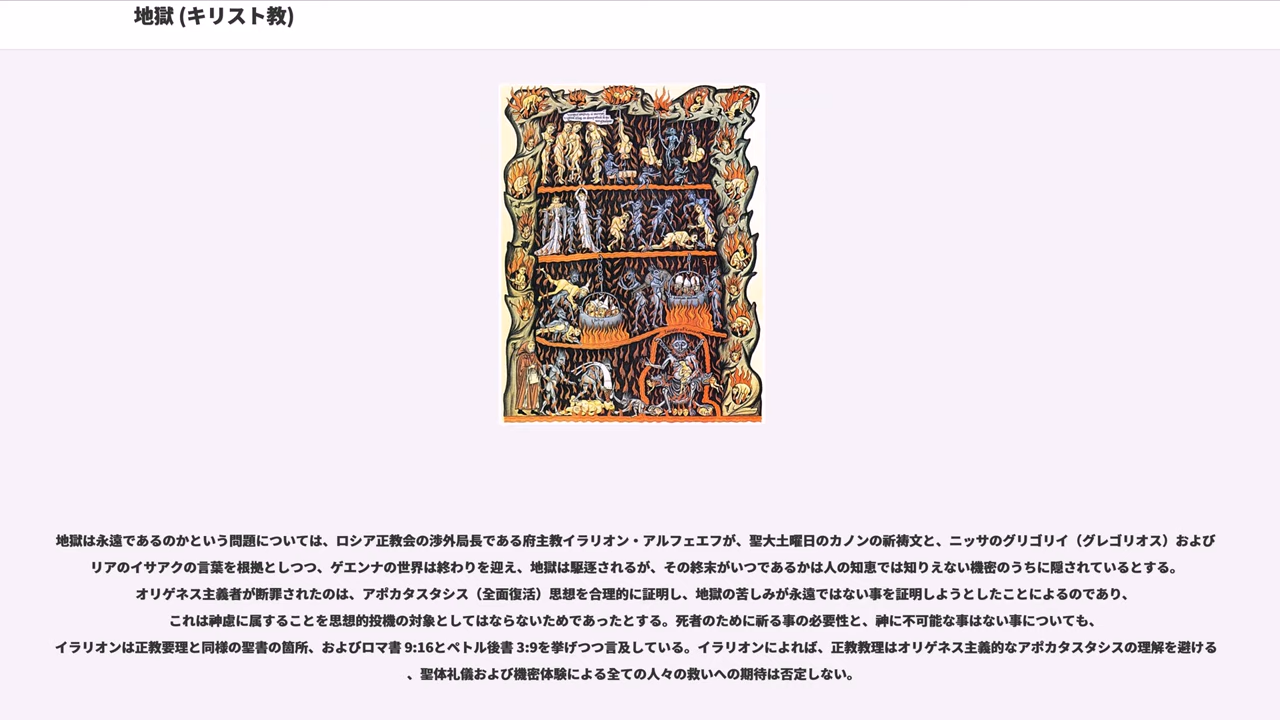 地獄 (キリスト教)
地獄は永遠であるのかという問題については、ロシア正教会の渉外局長である府主教イラリオン・アルフェエフが、聖大土曜日のカノンの祈祷文と、ニッサのグリゴリイ（グレゴリオス）および
リアのイサアクの言葉を根拠としつつ、ゲエンナの世界は終わりを迎え、地獄は駆逐されるが、その終末がいつであるかは人の知恵では知りえない機密のうちに隠されているとする。
オリゲネス主義者が断罪されたのは、アポカタスタシス（全面復活）思想を合理的に証明し、地獄の苦しみが永遠ではない事を証明しようとしたことによるのであり、
これは神慮に属することを思想的投機の対象としてはならないためであったとする。死者のために祈る事の必要性と、神に不可能な事はない事についても、
イラリオンは正教要理と同様の聖書の箇所、およびロマ書 9:16とペトル後書 3:9を挙げつつ言及している。イラリオンによれば、正教教理はオリゲネス主義的なアポカタスタシスの理解を避ける
、聖体礼儀および機密体験による全ての人々の救いへの期待は否定しない。